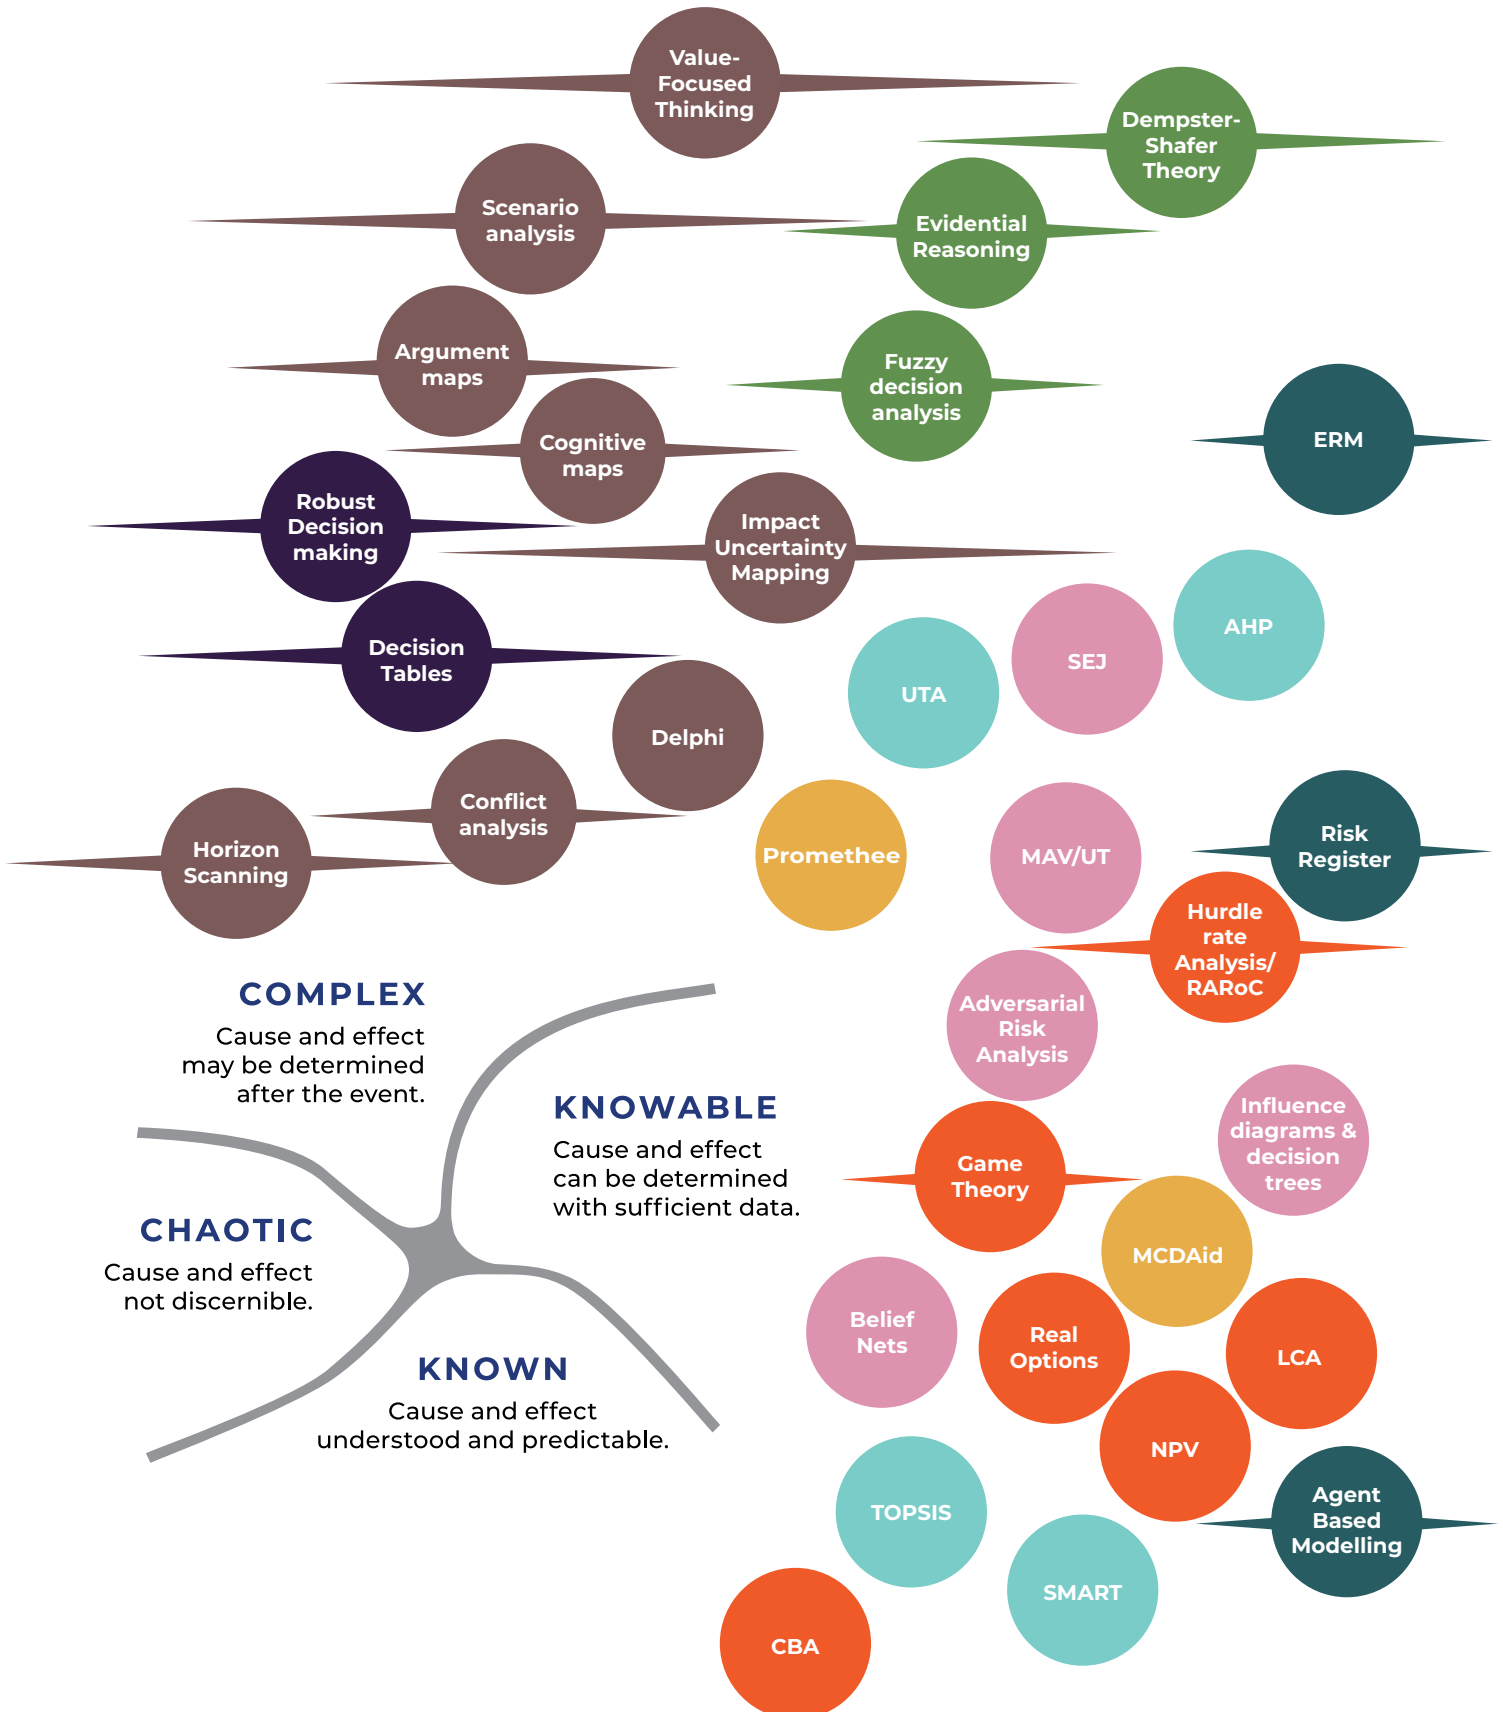 Value-
Focused
Thinking
Dempster-
Shafer
Theory
Scenario
analysis
Evidential
Reasoning
Argument
maps
Fuzzy
decision
analysis
Cognitive
maps
ERM
Robust
Decision
making
Impact
Uncertainty
Mapping
AHP
Decision
Tables
SEJ
UTA
Delphi
Conflict
analysis
Horizon
Scanning
Promethee
MAV/UT
Risk
Register
Hurdle
rate
Analysis/
RARoC
Adversarial
Risk
Analysis
COMPLEX
Cause and effect
may be determined
after the event.
KNOWABLE
Cause and effect
can be determined
with sufficient data.
CHAOTIC
Cause and effect
not discernible.
KNOWN
Cause and effect
understood and predictable.
Influence
diagrams &
decision
trees
Game
Theory
MCDAid
Belief
Nets
Real
Options
LCA
NPV
TOPSIS
Agent
Based
Modelling
SMART
CBA